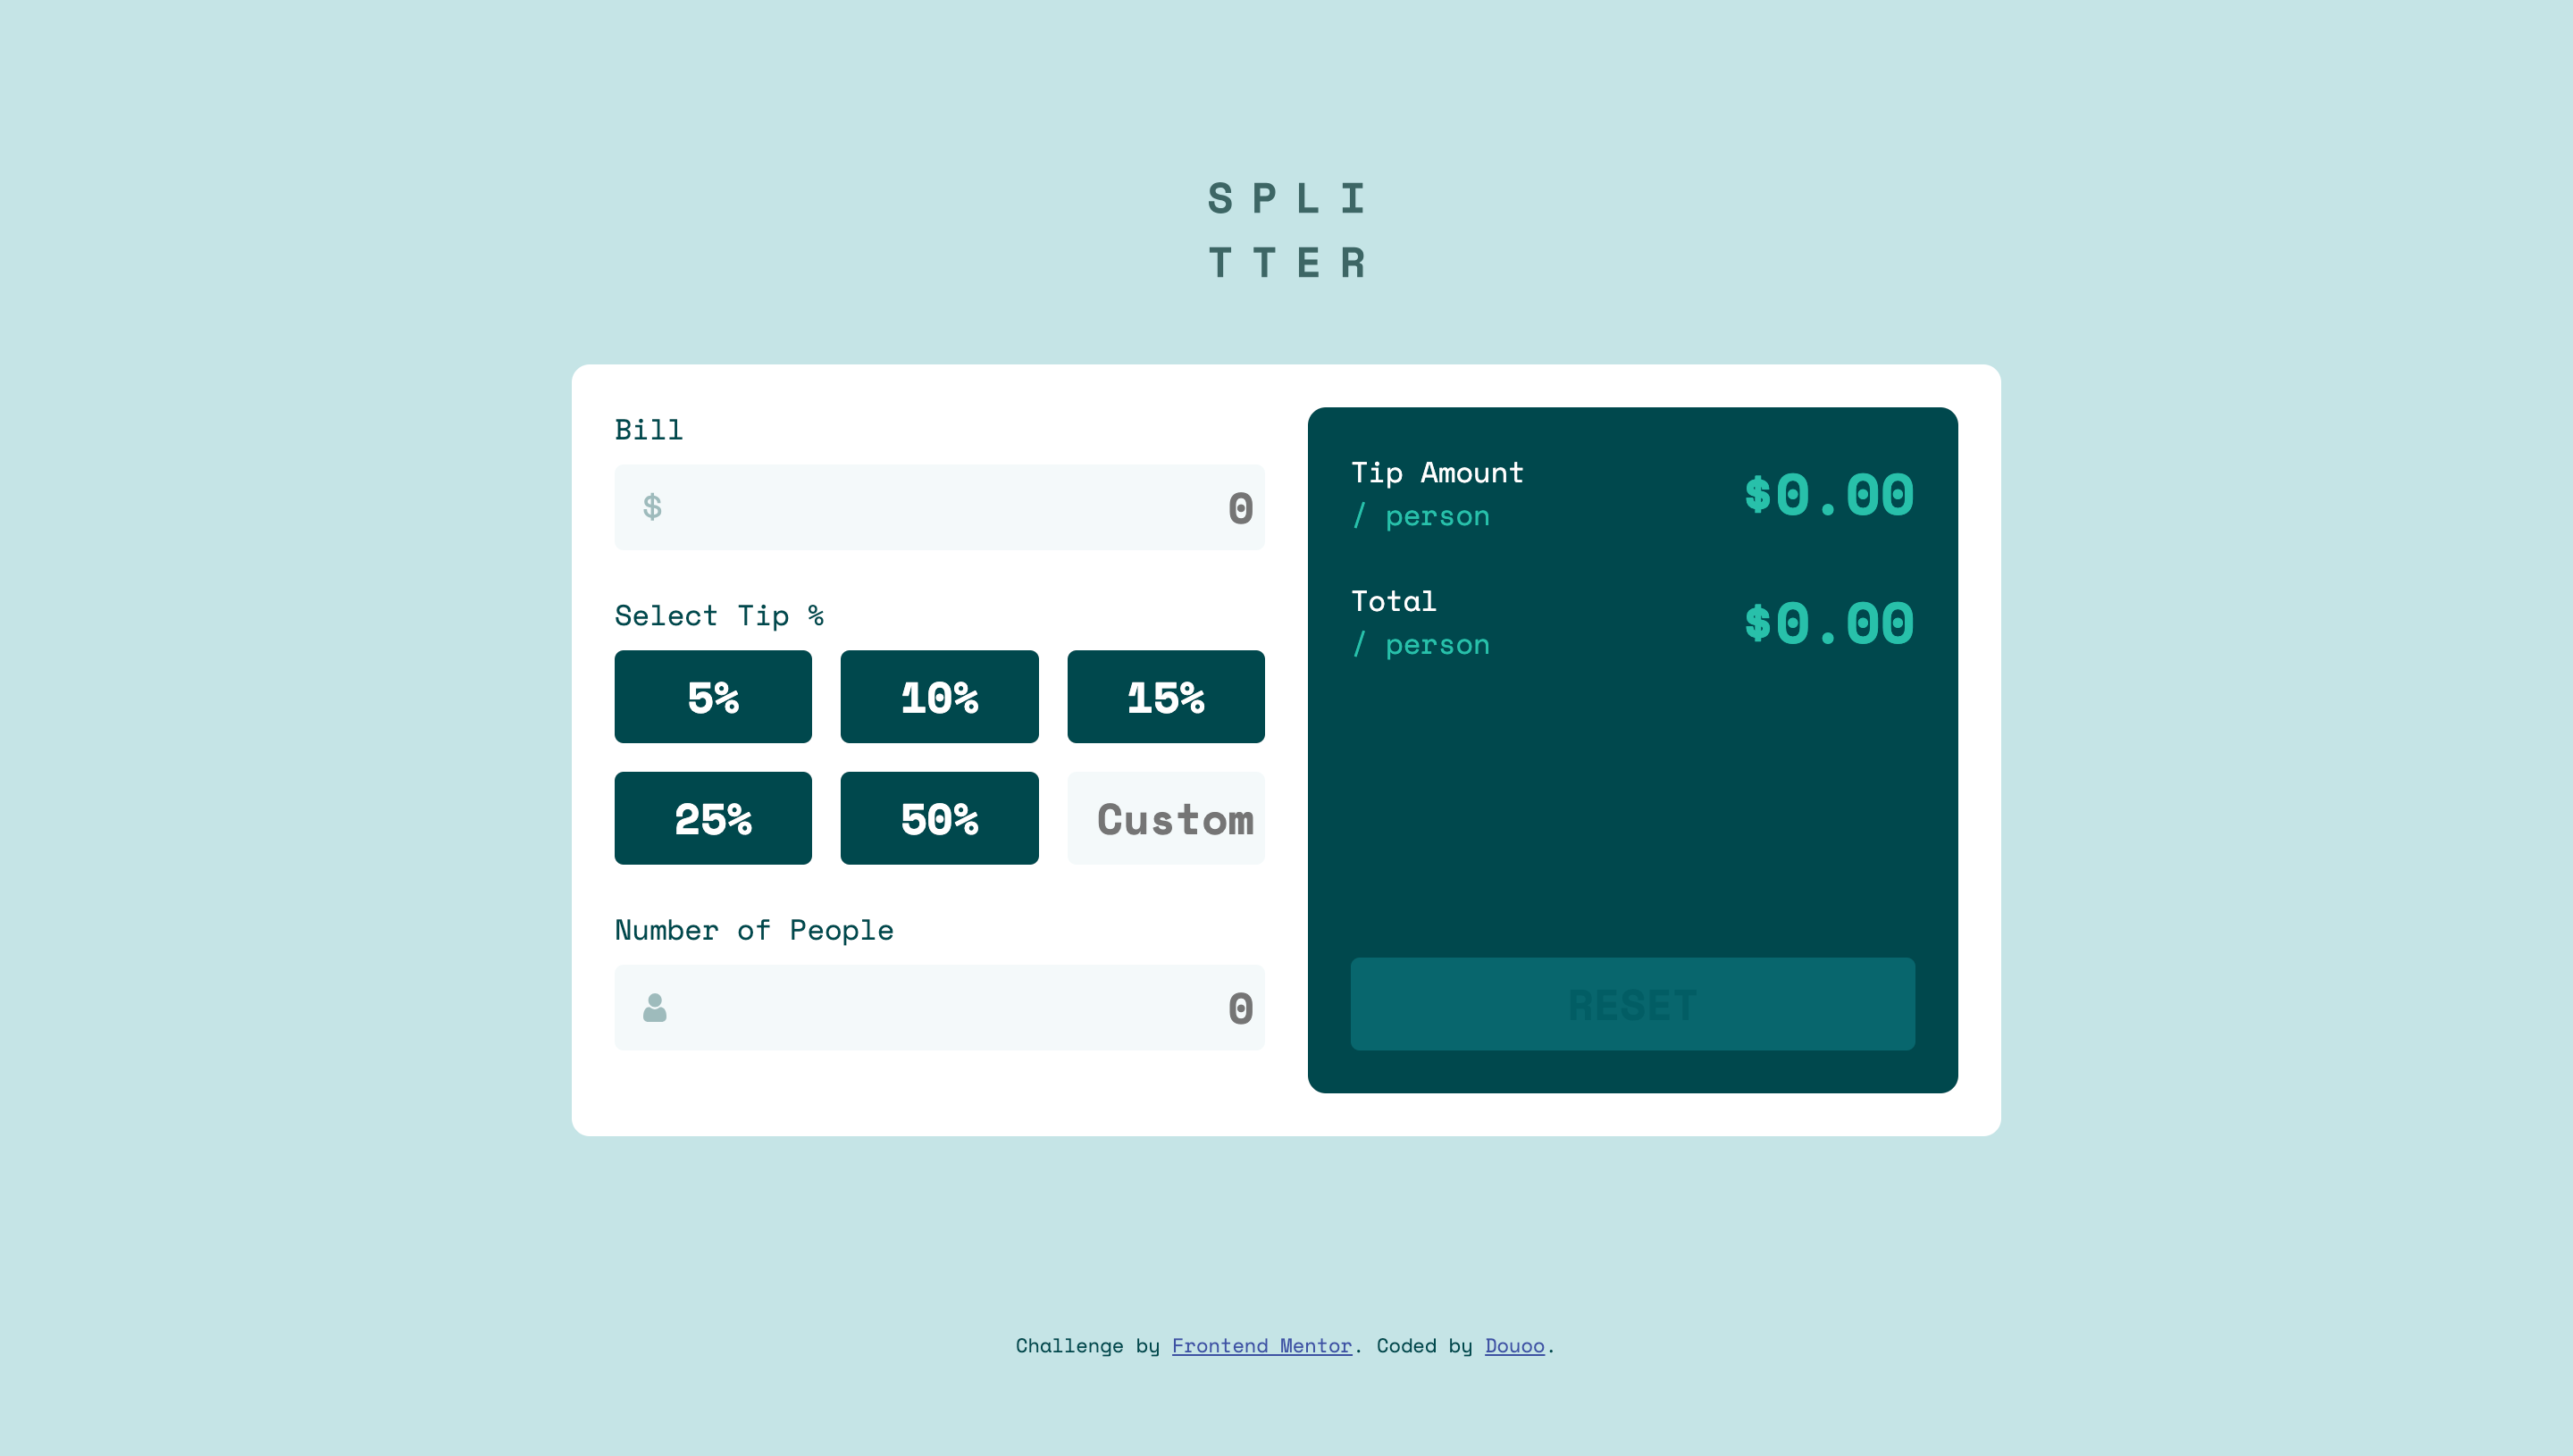 SPLI
TTER
Bill
$ 0
Select Tip %
5% 10% 15%
25% 50% Custom
Number of People
0
Tip Amount
/ person
$0.00
Total
/ person
$0.00
RESET
Challenge by Frontend Mentor. Coded by Douoo.